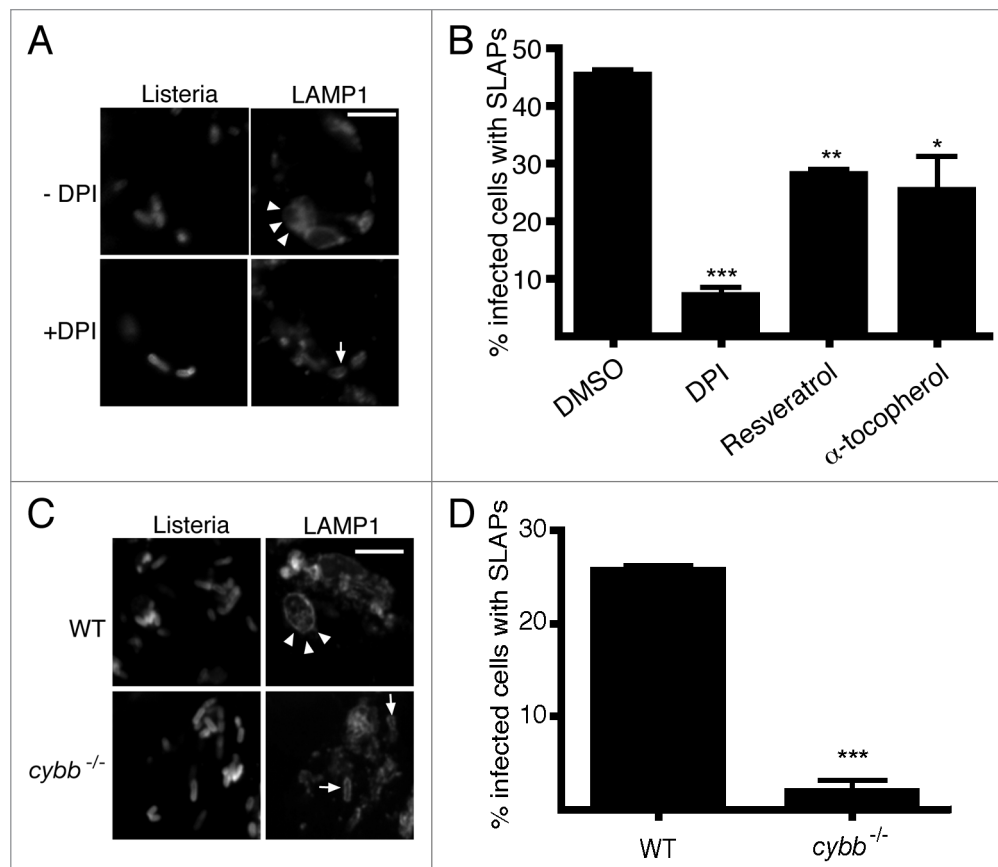 A
Listeria LAMP1
- DPI
+DPI
B
% infected cells with SLAPs
50
40
30
20
10
***
**
*
DMSO
DPI
Resveratrol
α-tocopherol
C
Listeria LAMP1
WT
cybb -/-
D
% infected cells with SLAPs
30
20
10
***
WT
cybb -/-